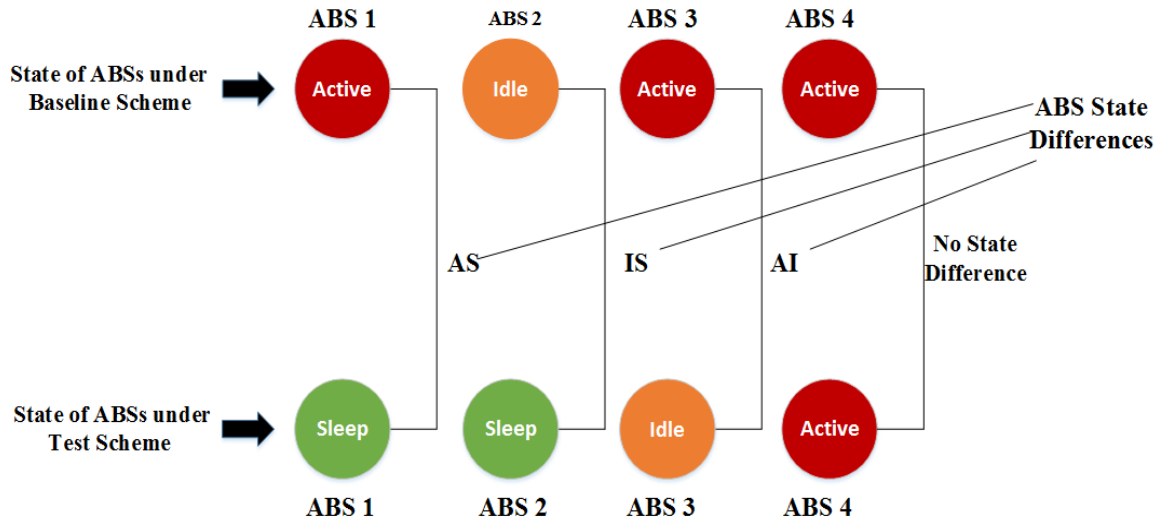 ABS 1
ABS 2
ABS 3
ABS 4
State of ABSs under
Baseline Scheme
Active
Idle
Active
Active
ABS State
Differences
AS
IS
AI
No State
Difference
State of ABSs under
Test Scheme
Sleep
Sleep
Idle
Active
ABS 1
ABS 2
ABS 3
ABS 4